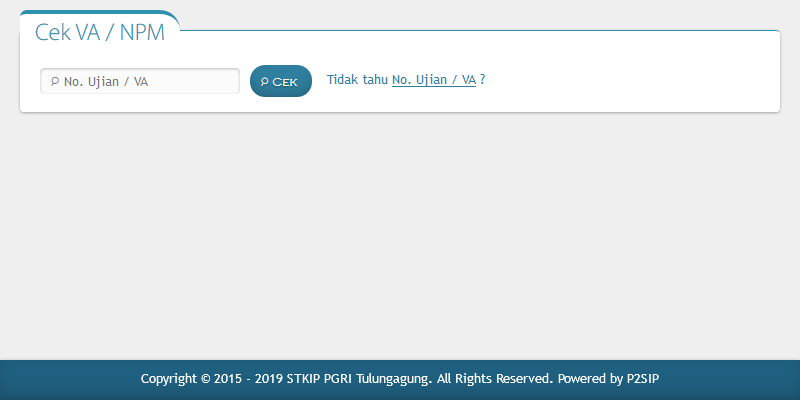 Cek VA / NPM
No. Ujian / VA
Cek
Tidak tahu No. Ujian / VA ?
Copyright © 2015 - 2019 STKIP PGRI Tulungagung. All Rights Reserved. Powered by P2SIP